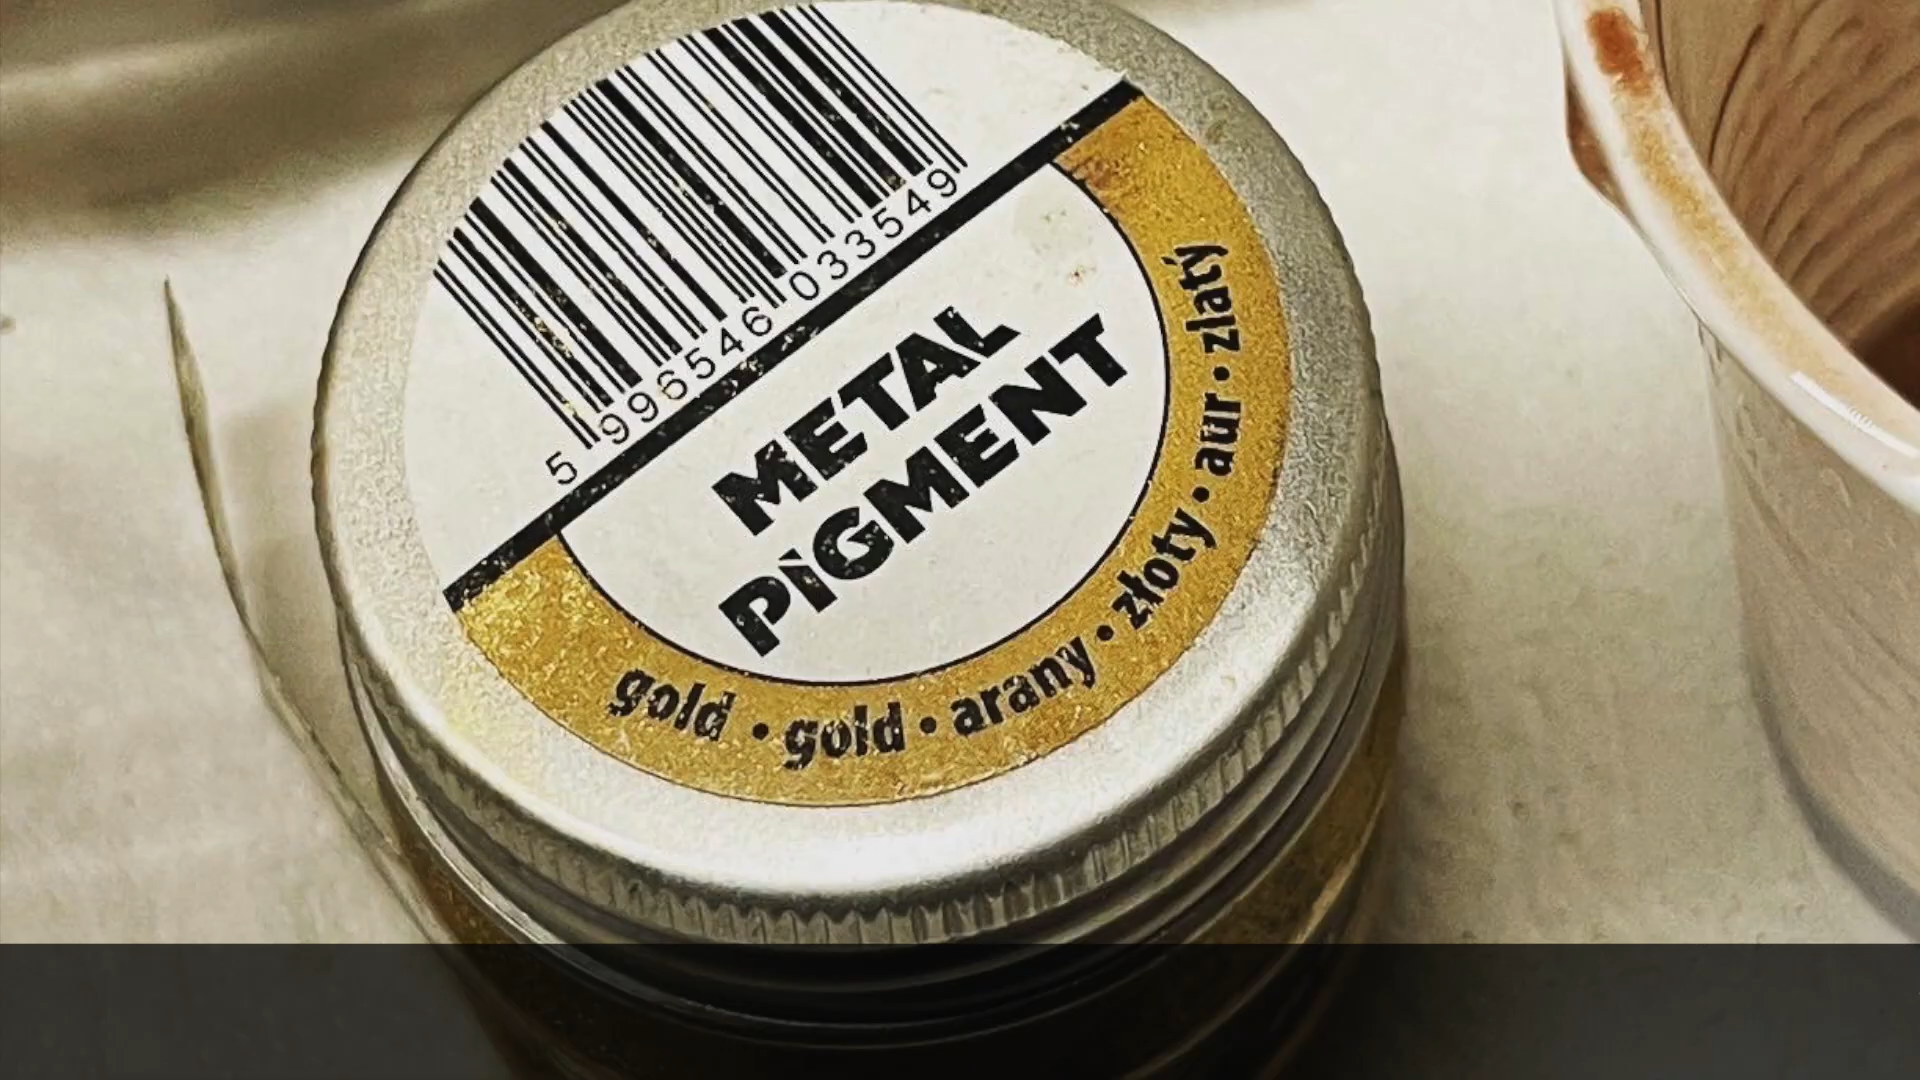 5 996546 033549
METAL
PiGMENT
gold • gold • arany • złoty • aur • zlatý